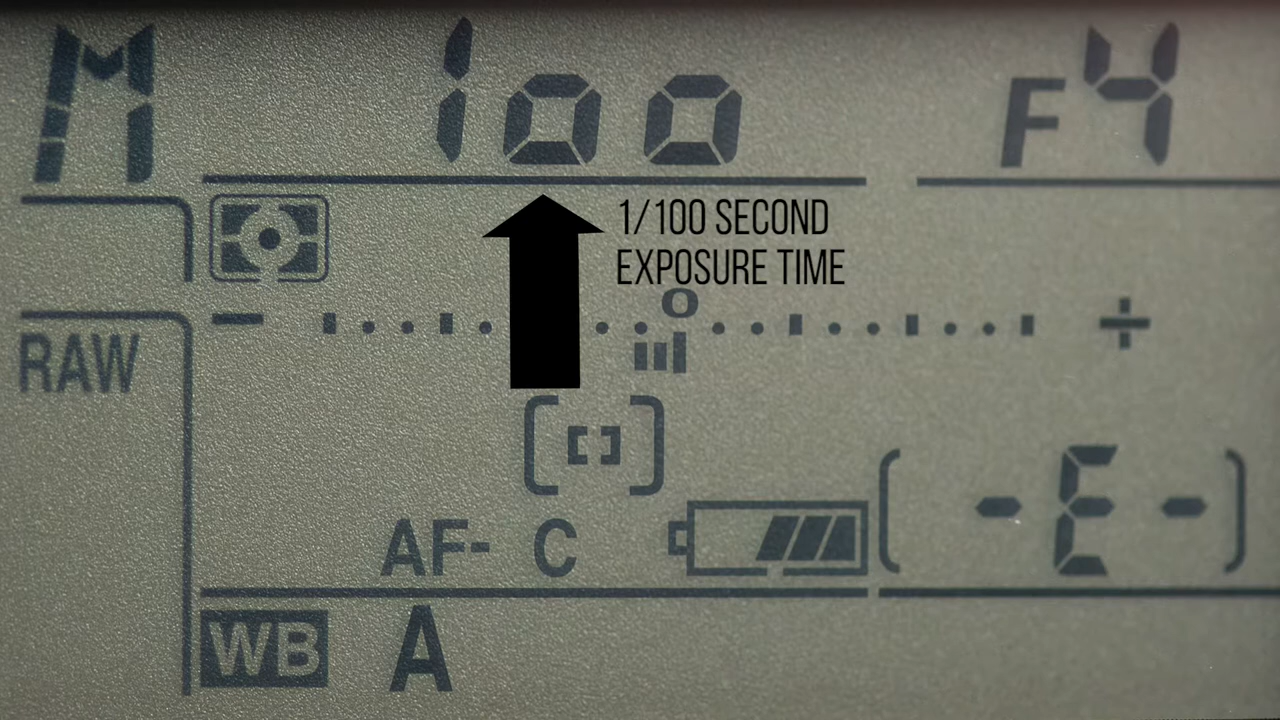 M 100 F4
1/100 SECOND
EXPOSURE TIME
- 0 +
RAW
AF-C (-E-)
WB A